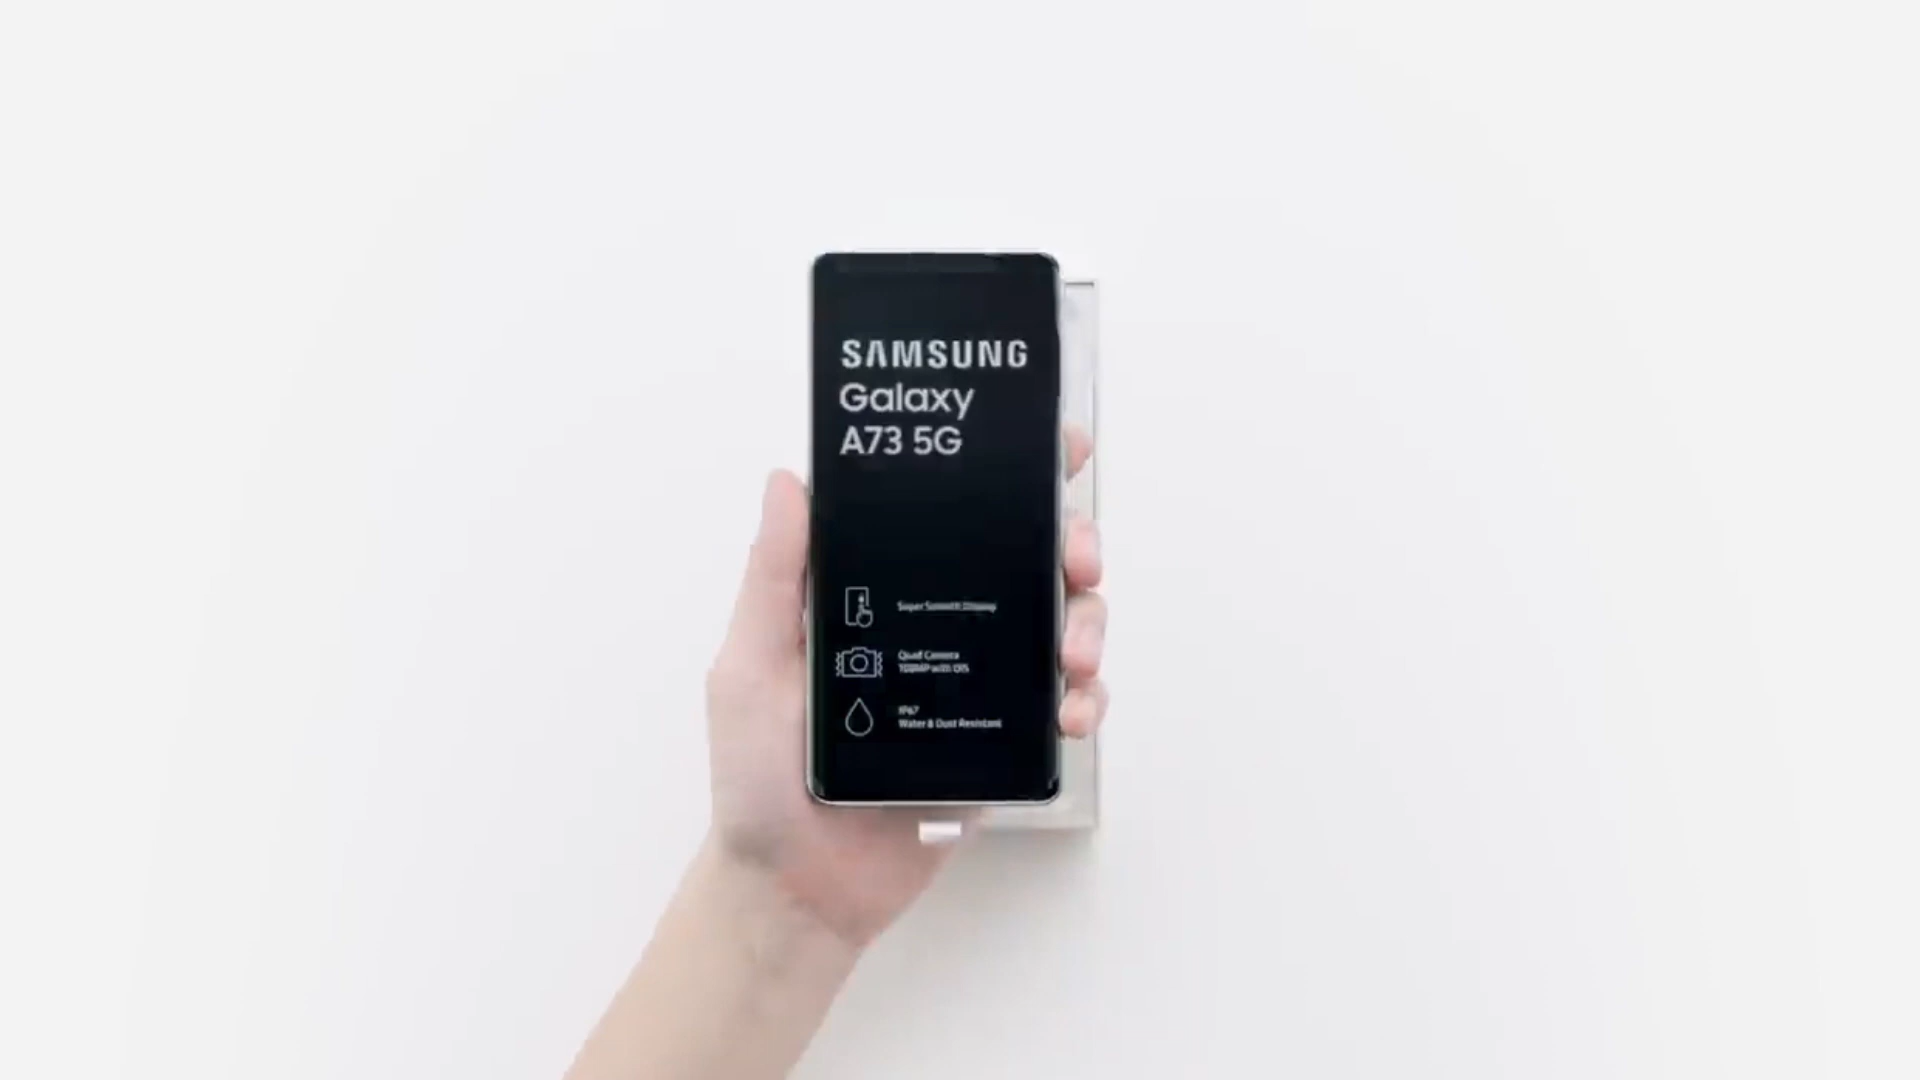 SAMSUNG
Galaxy
A73 5G
Super Smooth Display
Quad Camera
108MP with OIS
IP67
Water & Dust Resistant